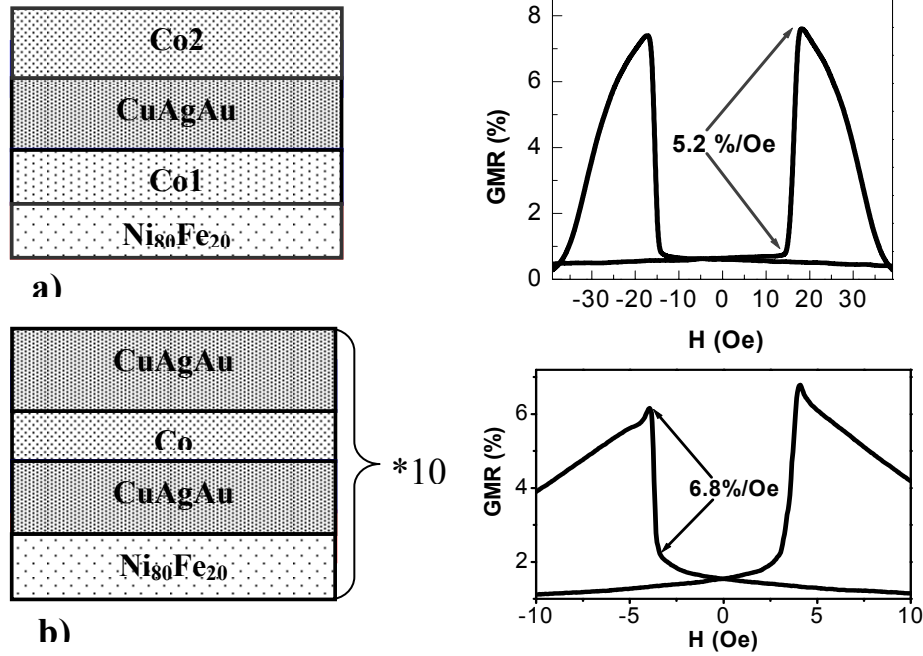 Co2
CuAgAu
Co1
Ni₈₀Fe₂₀
a)
8
6
4
2
0
GMR (%)
5.2 %/Oe
-30 -20 -10 0 10 20 30
H (Oe)
CuAgAu
Co
CuAgAu
Ni₈₀Fe₂₀
*10
b)
6
4
2
GMR (%)
6.8%/Oe
-10 -5 0 5 10
H (Oe)